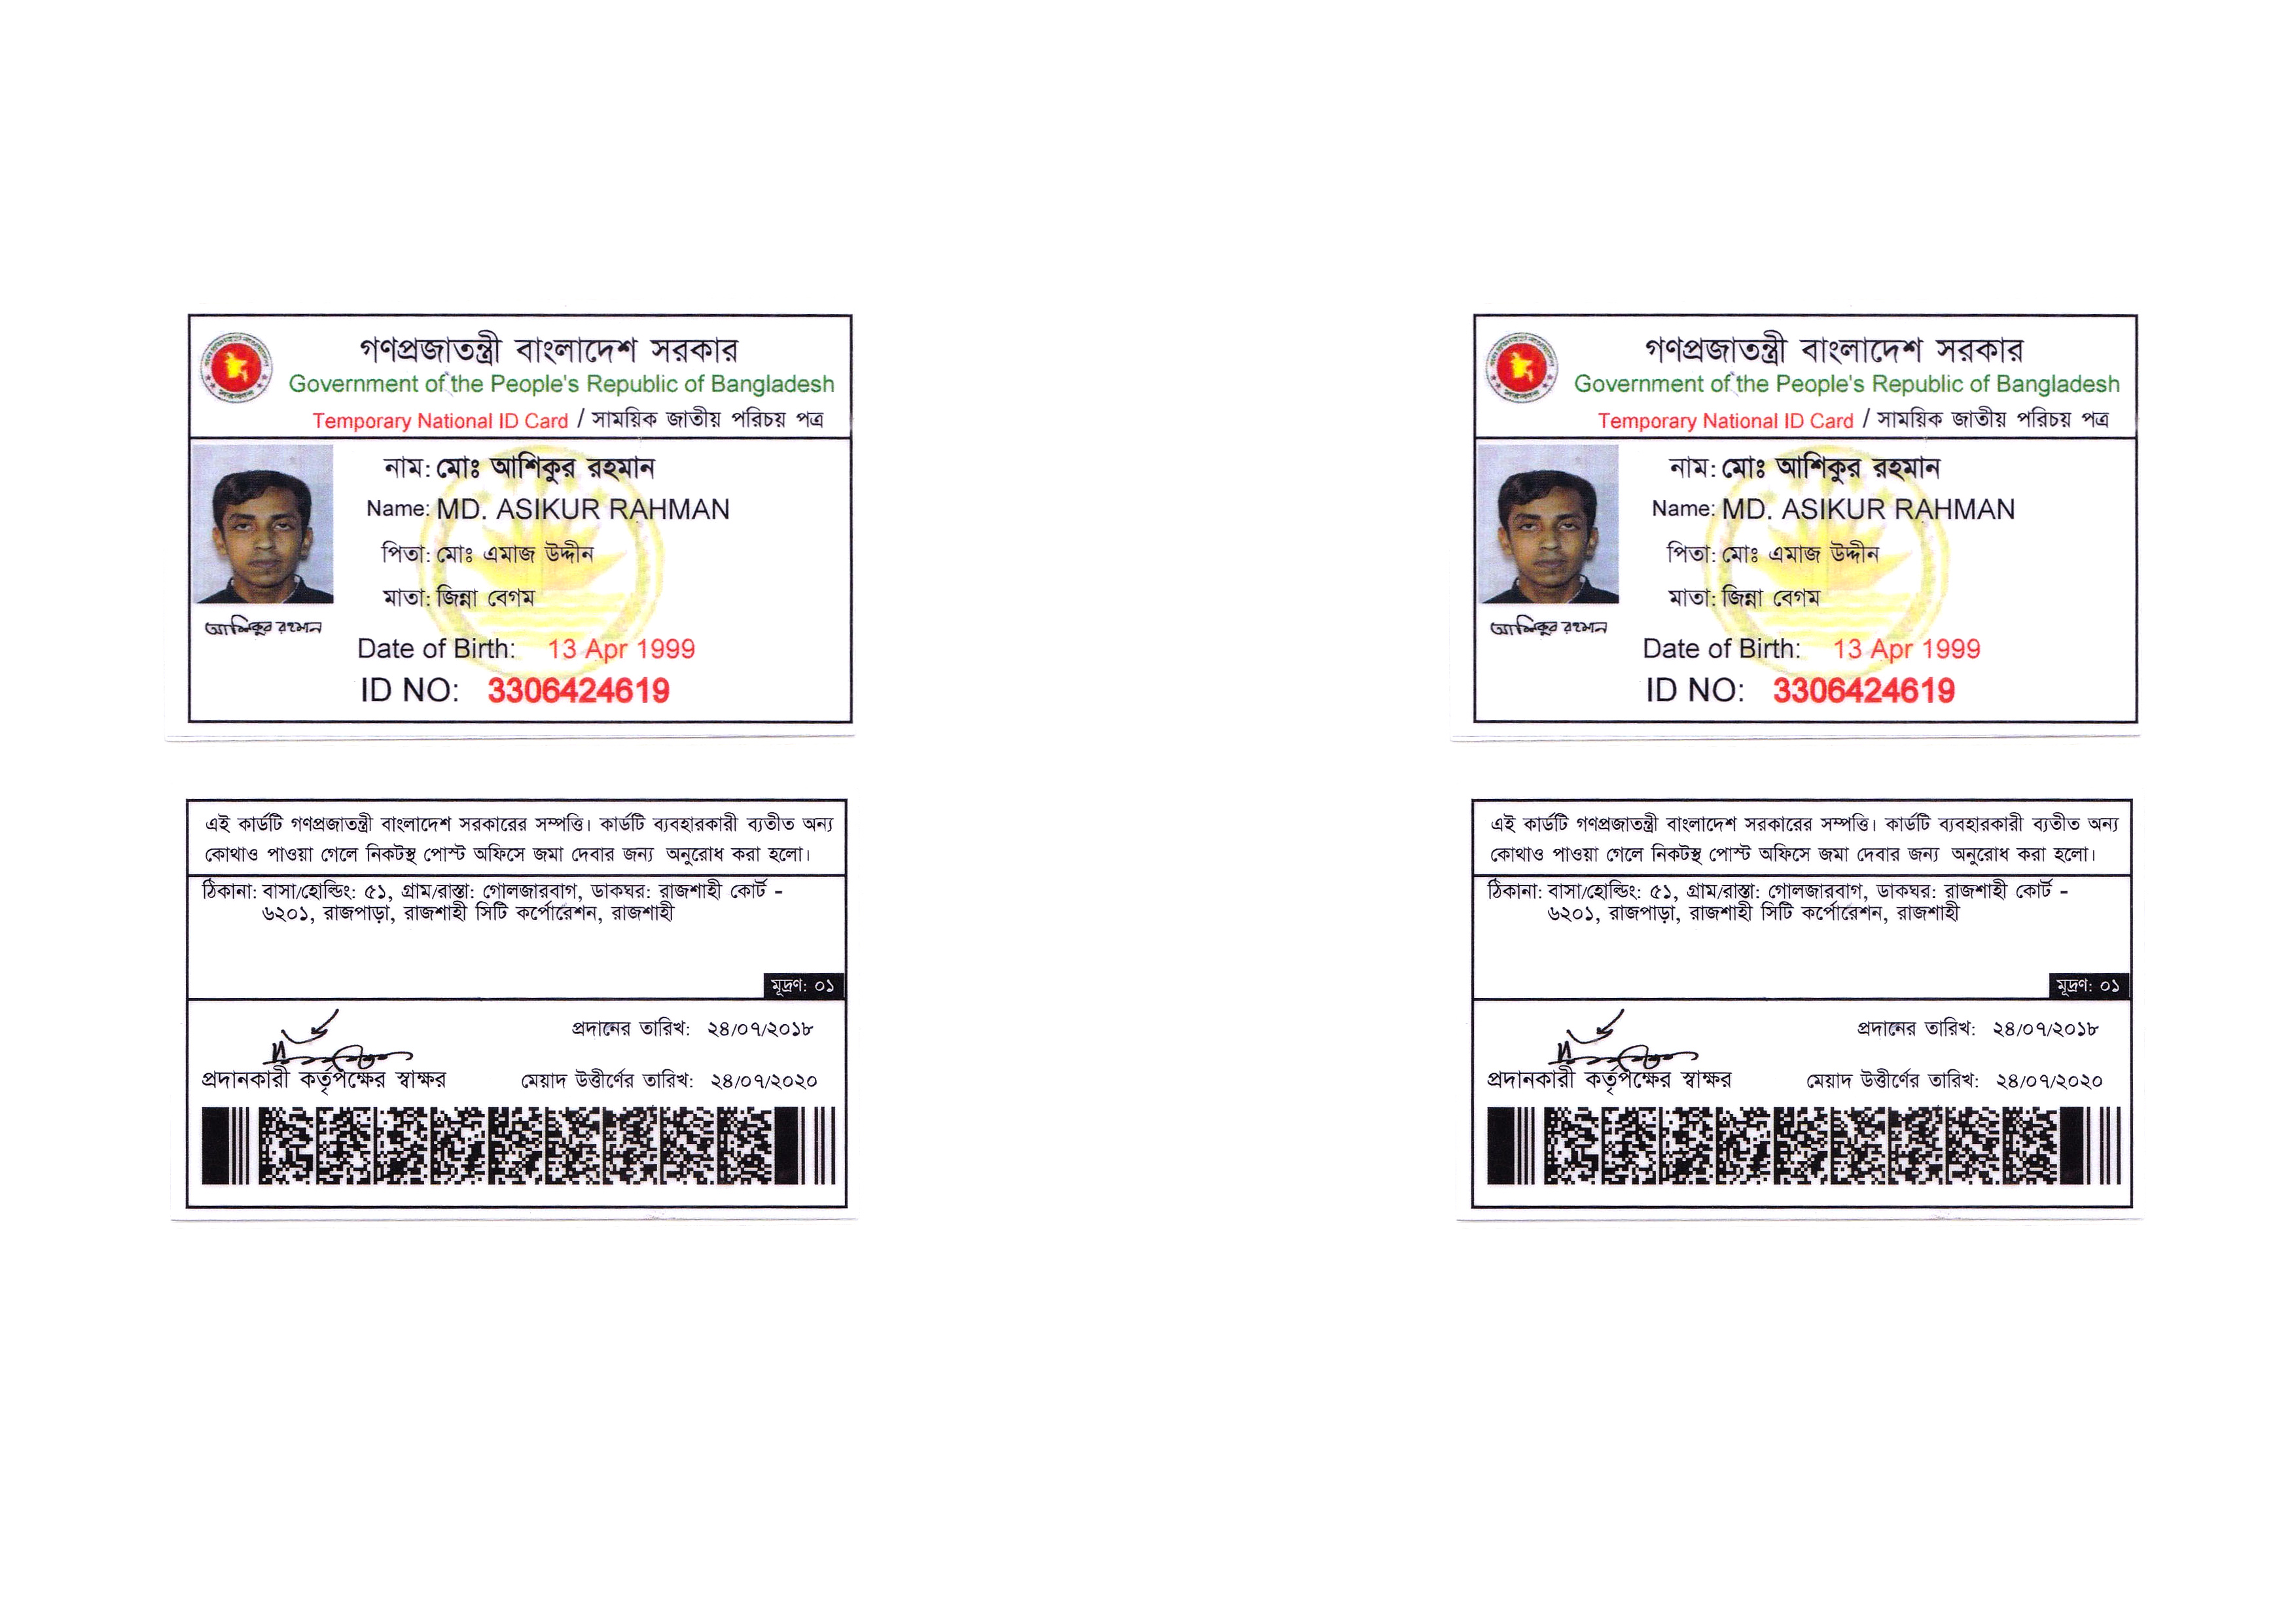 গণপ্রজাতন্ত্রী বাংলাদেশ সরকার
Government of the People's Republic of Bangladesh
Temporary National ID Card / সাময়িক জাতীয় পরিচয় পত্র
নাম: মোঃ আশিকুর রহমান
Name: MD. ASIKUR RAHMAN
পিতা: মোঃ এমাজ উদ্দীন
মাতা: জিন্না বেগম
আশিকুর রহমান
Date of Birth: 13 Apr 1999
ID NO: 3306424619
এই কার্ডটি গণপ্রজাতন্ত্রী বাংলাদেশ সরকারের সম্পত্তি। কার্ডটি ব্যবহারকারী ব্যতীত অন্য
কোথাও পাওয়া গেলে নিকটস্থ পোস্ট অফিসে জমা দেবার জন্য অনুরোধ করা হলো।
ঠিকানা: বাসা/হোল্ডিং: ৫১, গ্রাম/রাস্তা: গোলজারবাগ, ডাকঘর: রাজশাহী কোর্ট -
৬২০১, রাজপাড়া, রাজশাহী সিটি কর্পোরেশন, রাজশাহী
মূদ্রণ: ০১
প্রদানের তারিখ: ২৪/০৭/২০১৮
প্রদানকারী কর্তৃপক্ষের স্বাক্ষর মেয়াদ উত্তীর্ণের তারিখ: ২৪/০৭/২০২০
গণপ্রজাতন্ত্রী বাংলাদেশ সরকার
Government of the People's Republic of Bangladesh
Temporary National ID Card / সাময়িক জাতীয় পরিচয় পত্র
নাম: মোঃ আশিকুর রহমান
Name: MD. ASIKUR RAHMAN
পিতা: মোঃ এমাজ উদ্দীন
মাতা: জিন্না বেগম
আশিকুর রহমান
Date of Birth: 13 Apr 1999
ID NO: 3306424619
এই কার্ডটি গণপ্রজাতন্ত্রী বাংলাদেশ সরকারের সম্পত্তি। কার্ডটি ব্যবহারকারী ব্যতীত অন্য
কোথাও পাওয়া গেলে নিকটস্থ পোস্ট অফিসে জমা দেবার জন্য অনুরোধ করা হলো।
ঠিকানা: বাসা/হোল্ডিং: ৫১, গ্রাম/রাস্তা: গোলজারবাগ, ডাকঘর: রাজশাহী কোর্ট -
৬২০১, রাজপাড়া, রাজশাহী সিটি কর্পোরেশন, রাজশাহী
মূদ্রণ: ০১
প্রদানের তারিখ: ২৪/০৭/২০১৮
প্রদানকারী কর্তৃপক্ষের স্বাক্ষর মেয়াদ উত্তীর্ণের তারিখ: ২৪/০৭/২০২০